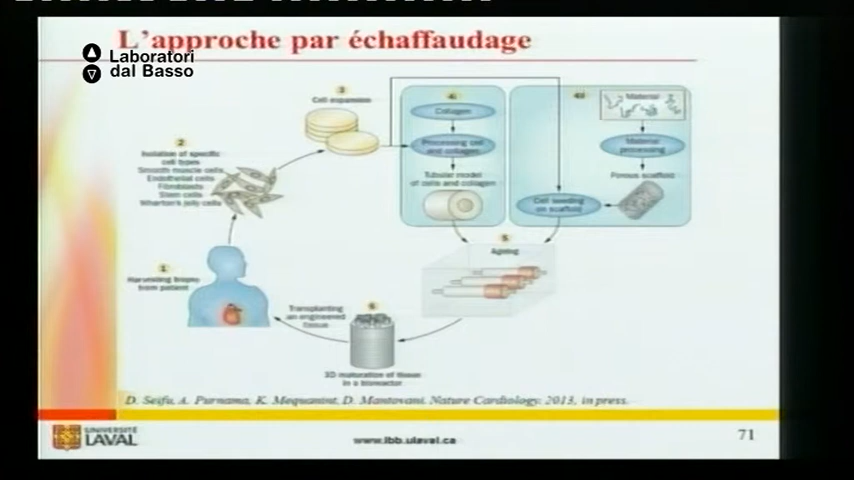 L'approche par échaffaudage
Laboratori
dal Basso
3
Cell expansion
2
Isolation of specific
cell types
Smooth muscle cells
Endothelial cells
Fibroblasts
Stem cells
Wharton's jelly cells
4i
Collagen
Processing cell
and collagen
Tubular model
of cells and collagen
4ii
Material
Material
processing
Porous scaffold
Cell seeding
on scaffold
5
Ageing
1
Harvesting biopsy
from patient
Transplanting
an engineered
tissue
6
3D maturation of tissue
in a bioreactor
D. Seifu, A. Purnama, K. Mequanint, D. Mantovani. Nature Cardiology. 2013, in press.
UNIVERSITÉ
LAVAL
www.lbb.ulaval.ca
71